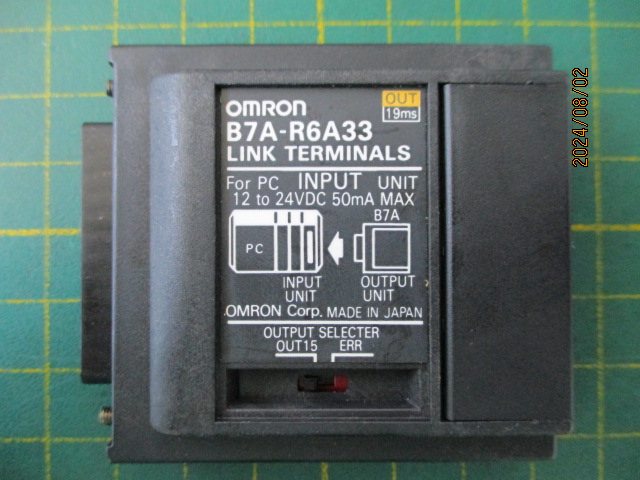 OMRON
OUT
19ms
B7A-R6A33
LINK TERMINALS
For PC INPUT UNIT
12 to 24VDC 50mA MAX
B7A
PC
INPUT
UNIT
OUTPUT
UNIT
OMRON Corp. MADE IN JAPAN
OUTPUT SELECTER
OUT15 ERR
2024/08/02